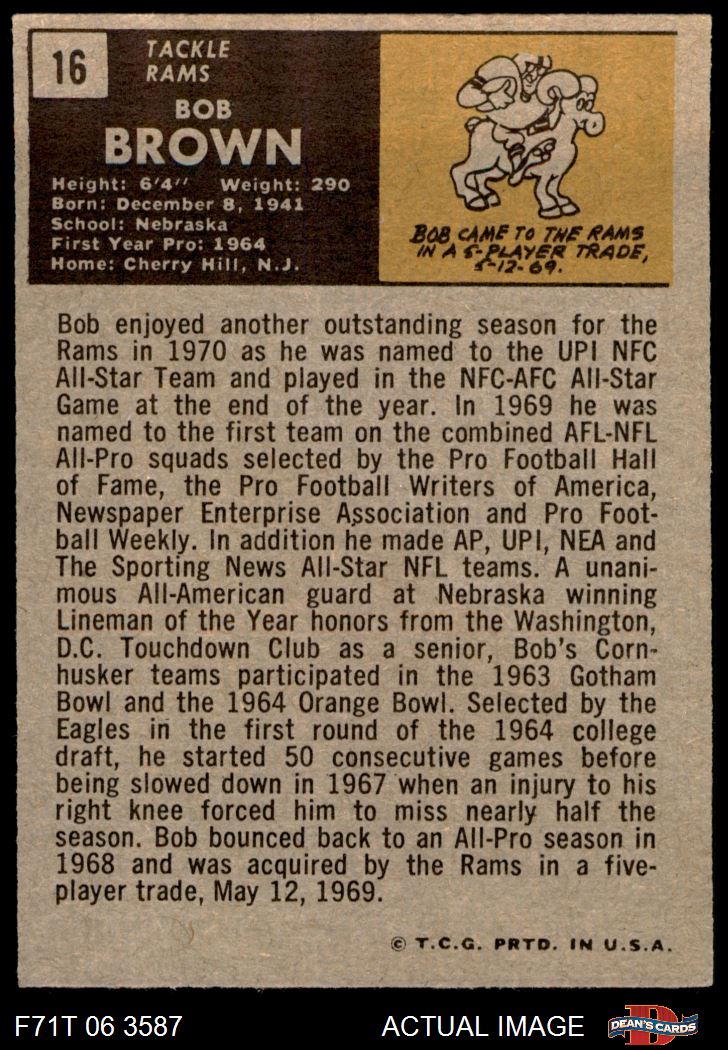 16
TACKLE
RAMS
BOB
BROWN
Height: 6'4" Weight: 290
Born: December 8, 1941
School: Nebraska
First Year Pro: 1964
Home: Cherry Hill, N.J.
BOB CAME TO THE RAMS
IN A 5-PLAYER TRADE,
5-12-69.
Bob enjoyed another outstanding season for the
Rams in 1970 as he was named to the UPI NFC
All-Star Team and played in the NFC-AFC All-Star
Game at the end of the year. In 1969 he was
named to the first team on the combined AFL-NFL
All-Pro squads selected by the Pro Football Hall
of Fame, the Pro Football Writers of America,
Newspaper Enterprise Association and Pro Foot-
ball Weekly. In addition he made AP, UPI, NEA and
The Sporting News All-Star NFL teams. A unani-
mous All-American guard at Nebraska winning
Lineman of the Year honors from the Washington,
D.C. Touchdown Club as a senior, Bob's Corn-
husker teams participated in the 1963 Gotham
Bowl and the 1964 Orange Bowl. Selected by the
Eagles in the first round of the 1964 college
draft, he started 50 consecutive games before
being slowed down in 1967 when an injury to his
right knee forced him to miss nearly half the
season. Bob bounced back to an All-Pro season in
1968 and was acquired by the Rams in a five-
player trade, May 12, 1969.
© T.C.G. PRTD. IN U.S.A.
F71T 06 3587 ACTUAL IMAGE
D
DEAN'S CARDS